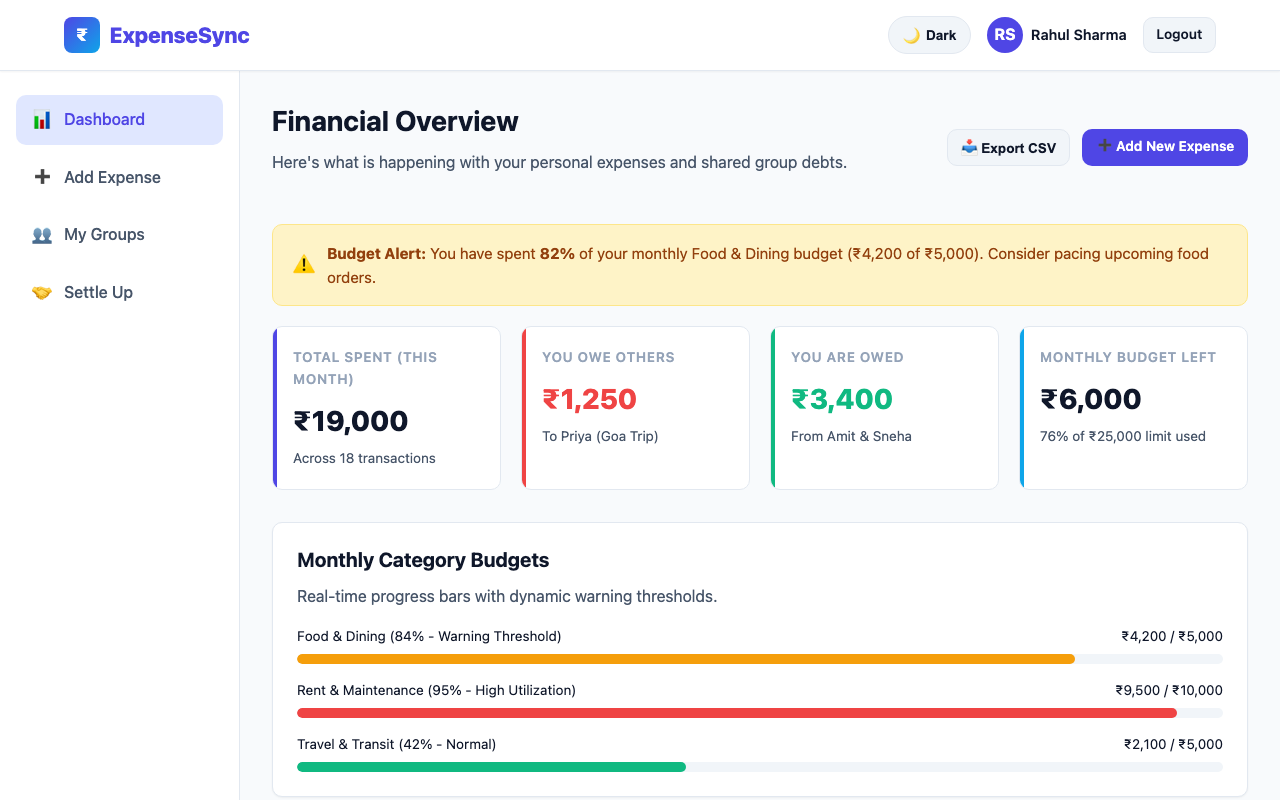 ₹ ExpenseSync
🌙 Dark
RS Rahul Sharma
Logout
📊 Dashboard
➕ Add Expense
👥 My Groups
🤝 Settle Up
Financial Overview
Here's what is happening with your personal expenses and shared group debts.
📥 Export CSV
➕ Add New Expense
⚠️ Budget Alert: You have spent 82% of your monthly Food & Dining budget (₹4,200 of ₹5,000). Consider pacing upcoming food
orders.
TOTAL SPENT (THIS
MONTH)
₹19,000
Across 18 transactions
YOU OWE OTHERS
₹1,250
To Priya (Goa Trip)
YOU ARE OWED
₹3,400
From Amit & Sneha
MONTHLY BUDGET LEFT
₹6,000
76% of ₹25,000 limit used
Monthly Category Budgets
Real-time progress bars with dynamic warning thresholds.
Food & Dining (84% - Warning Threshold) ₹4,200 / ₹5,000
Rent & Maintenance (95% - High Utilization) ₹9,500 / ₹10,000
Travel & Transit (42% - Normal) ₹2,100 / ₹5,000